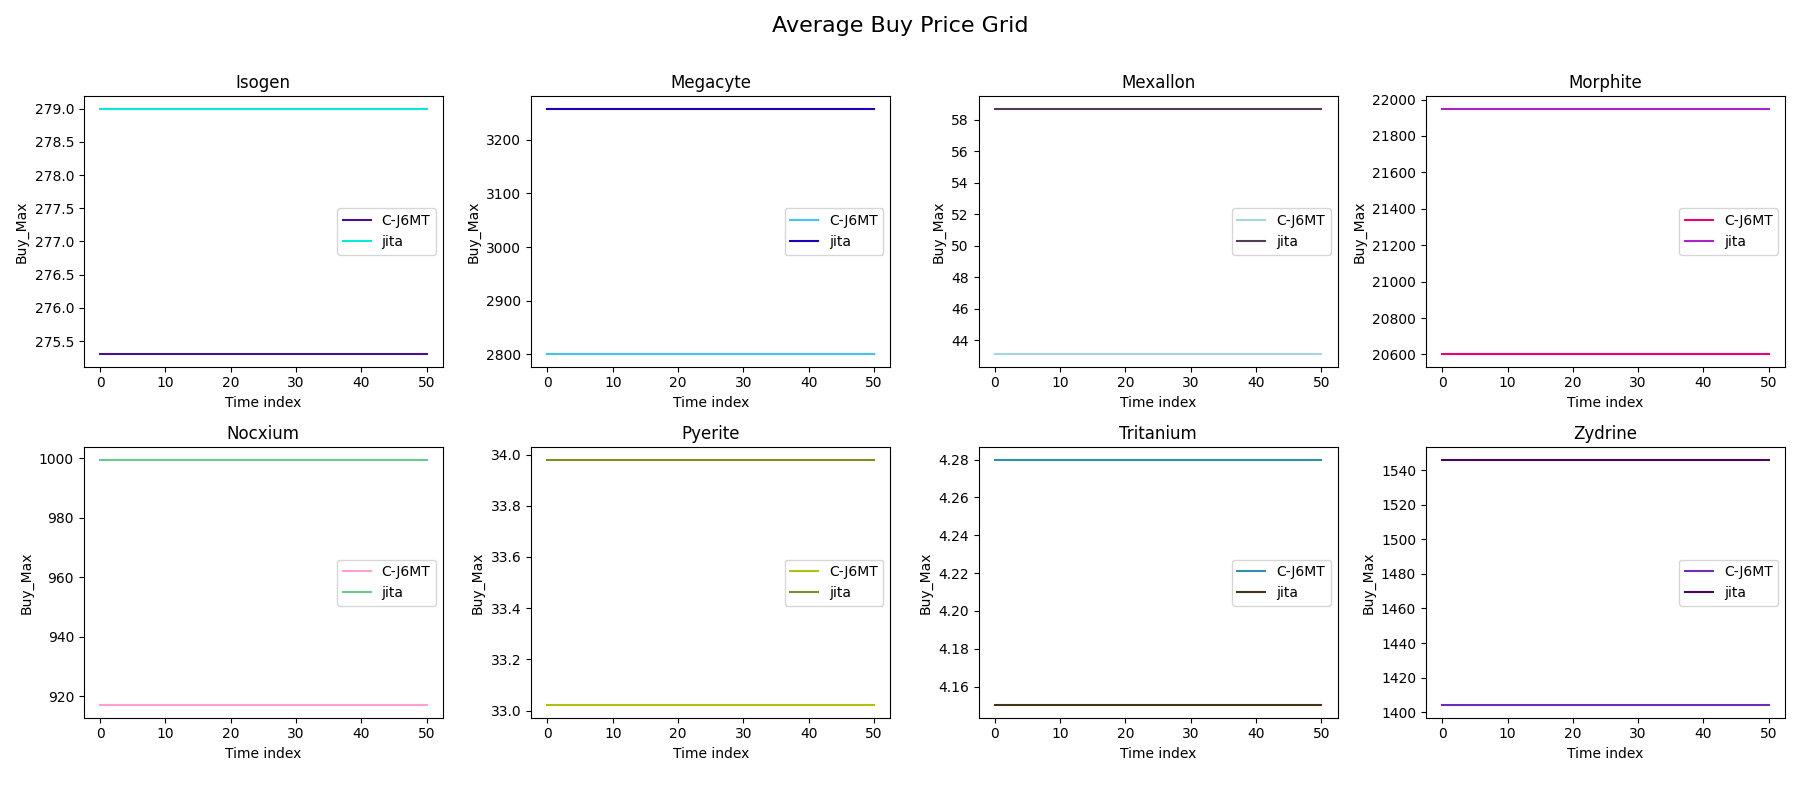 Average Buy Price Grid
Isogen
Buy_Max
279.0
278.5
278.0
277.5
277.0
276.5
276.0
275.5
C-J6MT
jita
0 10 20 30 40 50
Time index
Megacyte
Buy_Max
3200
3100
3000
2900
2800
C-J6MT
jita
0 10 20 30 40 50
Time index
Mexallon
Buy_Max
58
56
54
52
50
48
46
44
C-J6MT
jita
0 10 20 30 40 50
Time index
Morphite
Buy_Max
22000
21800
21600
21400
21200
21000
20800
20600
C-J6MT
jita
0 10 20 30 40 50
Time index
Nocxium
Buy_Max
1000
980
960
940
920
C-J6MT
jita
0 10 20 30 40 50
Time index
Pyerite
Buy_Max
34.0
33.8
33.6
33.4
33.2
33.0
C-J6MT
jita
0 10 20 30 40 50
Time index
Tritanium
Buy_Max
4.28
4.26
4.24
4.22
4.20
4.18
4.16
C-J6MT
jita
0 10 20 30 40 50
Time index
Zydrine
Buy_Max
1540
1520
1500
1480
1460
1440
1420
1400
C-J6MT
jita
0 10 20 30 40 50
Time index